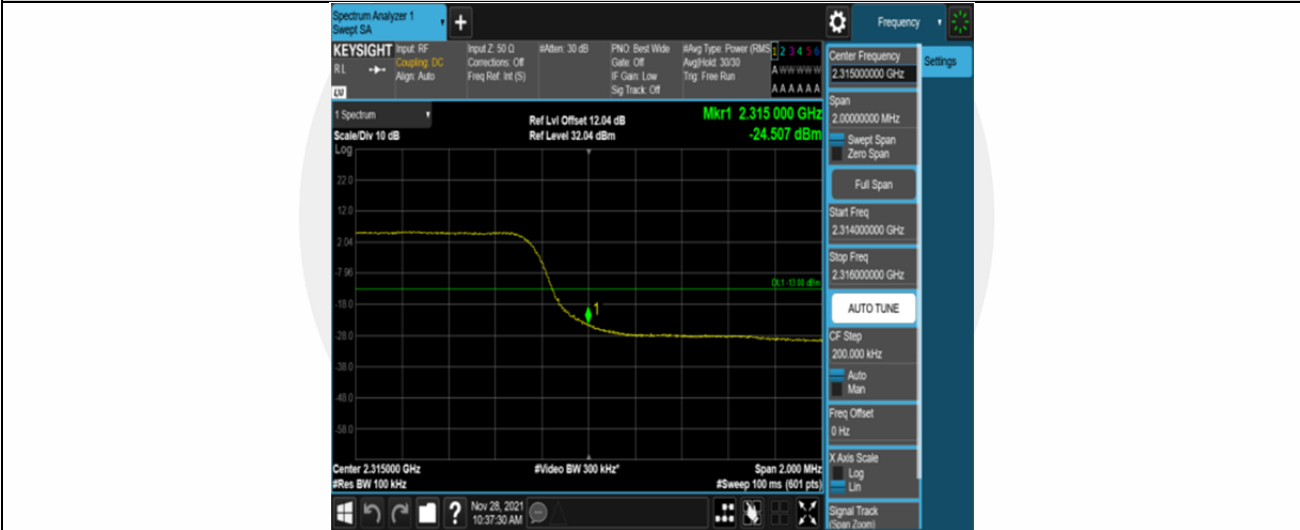 Spectrum Analyzer 1
Swept SA
+
Frequency
KEYSIGHT
Input: RF
Input Z: 50 Ω
#Atten: 30 dB
PNO: Best Wide
#Avg Type: Power (RMS
1 2 3 4 5 6
R L
Coupling: DC
Corrections: Off
Gate: Off
Avg|Hold: 30/30
A W W W W W
Align: Auto
Freq Ref: Int (S)
IF Gain: Low
Trig: Free Run
Sig Track: Off
A A A A A A
1 Spectrum
Scale/Div 10 dB
Ref Lvl Offset 12.04 dB
Ref Level 32.04 dBm
Mkr1 2.315 000 GHz
-24.507 dBm
Log
22.0
12.0
2.04
-7.96
-18.0
-28.0
-38.0
-48.0
-58.0
DL1 -13.00 dBm
1
Center 2.315000 GHz
#Video BW 300 kHz*
Span 2.000 MHz
#Res BW 100 kHz
#Sweep 100 ms (601 pts)
Center Frequency
2.315000000 GHz
Settings
Span
2.00000000 MHz
Swept Span
Zero Span
Full Span
Start Freq
2.314000000 GHz
Stop Freq
2.316000000 GHz
AUTO TUNE
CF Step
200.000 kHz
Auto
Man
Freq Offset
0 Hz
X Axis Scale
Log
Lin
Signal Track
(Span Zoom)
?
Nov 28, 2021
10:37:30 AM